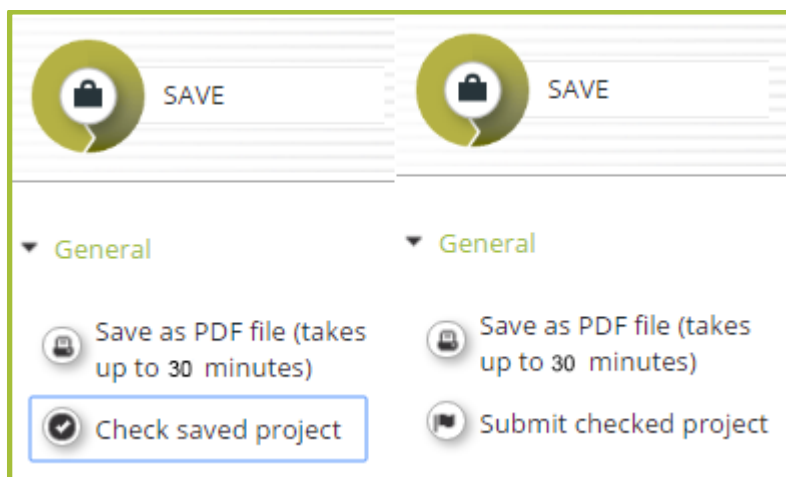 SAVE
General
Save as PDF file (takes
up to 30 minutes)
Check saved project
SAVE
General
Save as PDF file (takes
up to 30 minutes)
Submit checked project